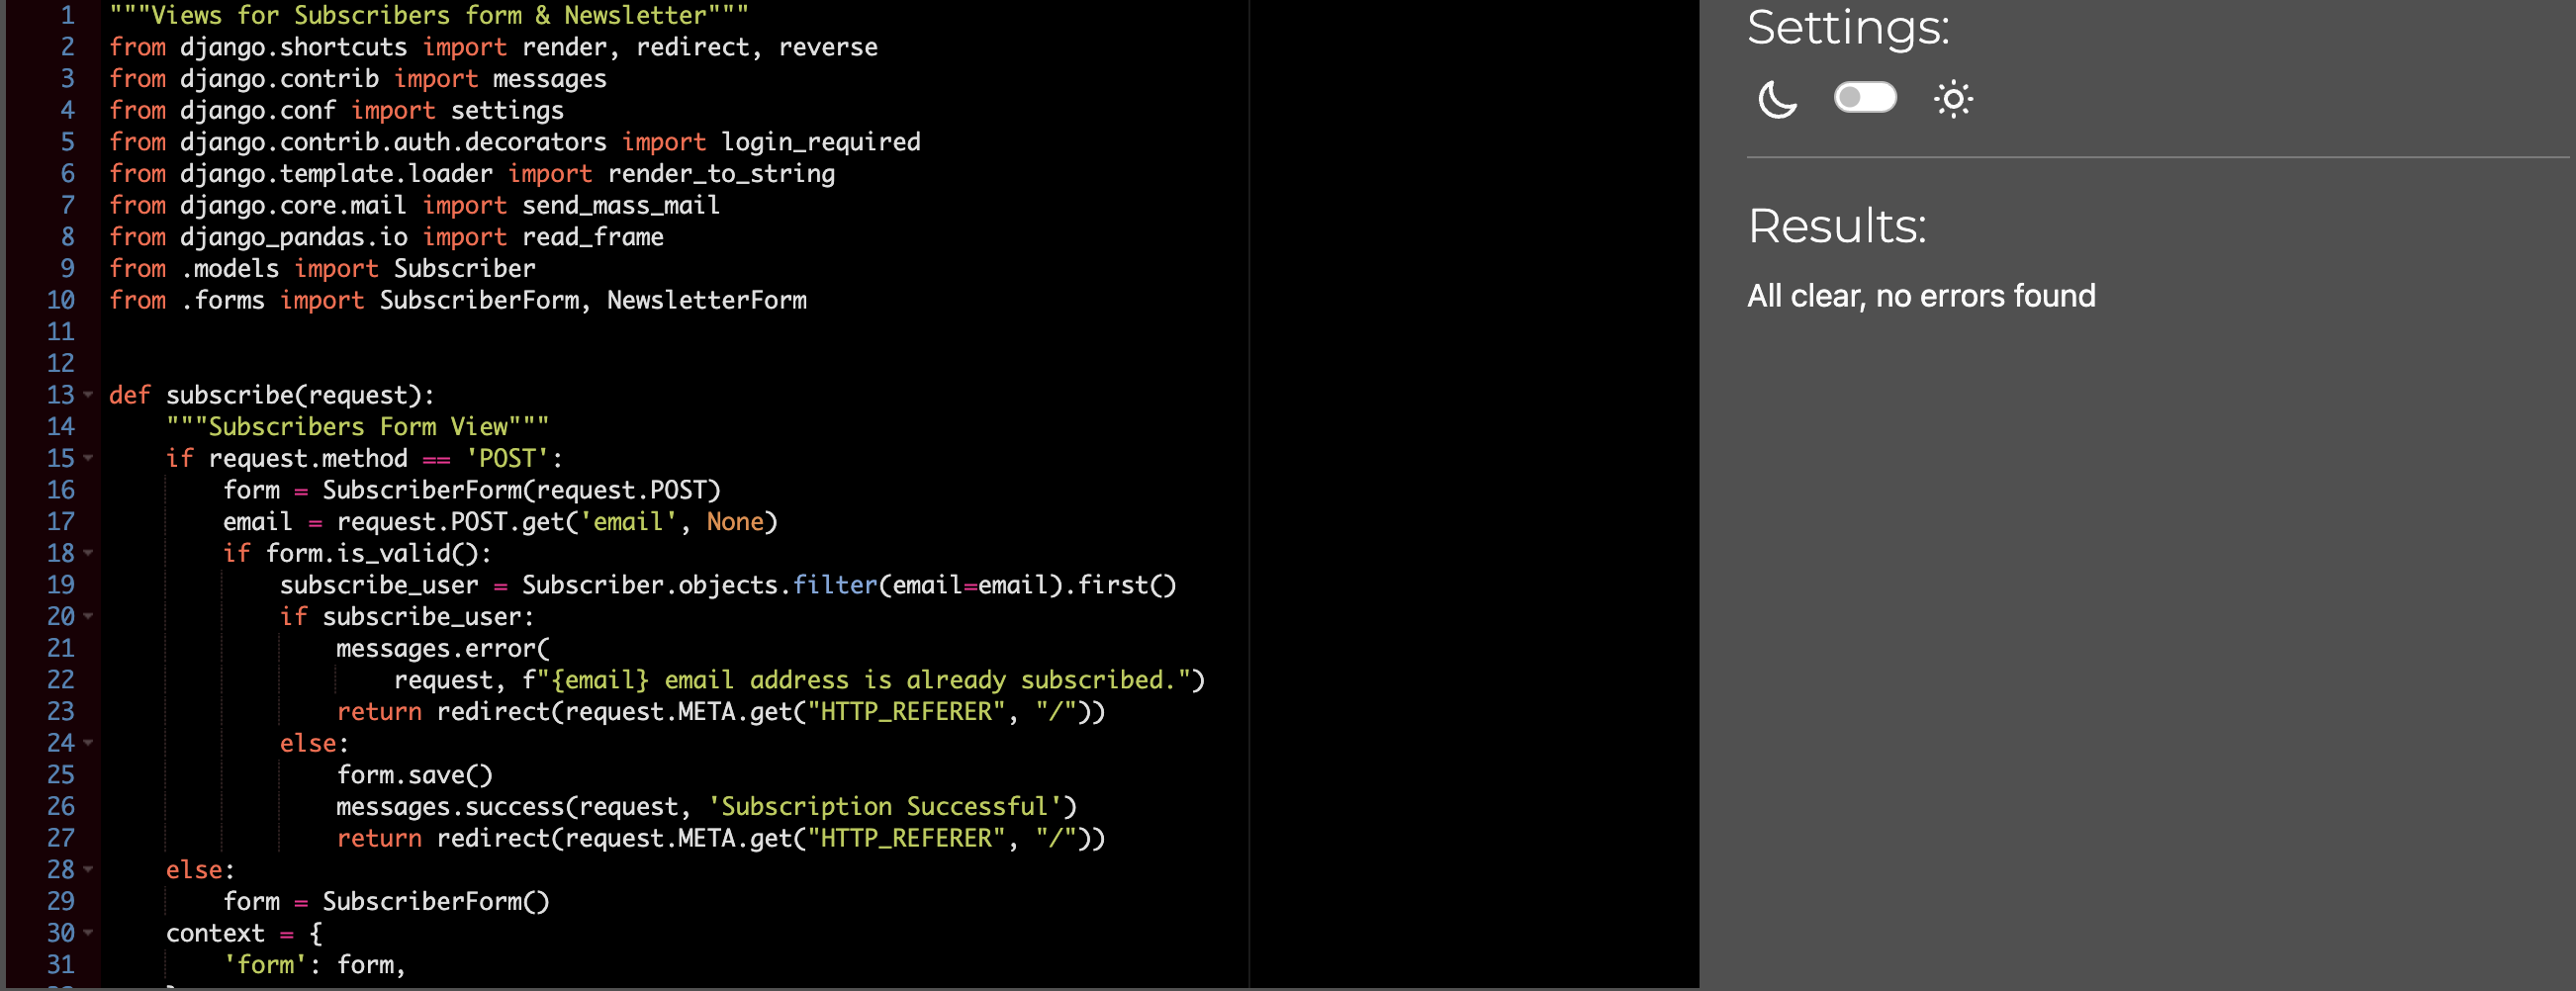 1 """Views for Subscribers form & Newsletter"""
2 from django.shortcuts import render, redirect, reverse
3 from django.contrib import messages
4 from django.conf import settings
5 from django.contrib.auth.decorators import login_required
6 from django.template.loader import render_to_string
7 from django.core.mail import send_mass_mail
8 from django_pandas.io import read_frame
9 from .models import Subscriber
10 from .forms import SubscriberForm, NewsletterForm
11
12
13 def subscribe(request):
14     """Subscribers Form View"""
15     if request.method == 'POST':
16         form = SubscriberForm(request.POST)
17         email = request.POST.get('email', None)
18         if form.is_valid():
19             subscribe_user = Subscriber.objects.filter(email=email).first()
20             if subscribe_user:
21                 messages.error(
22                     request, f"{email} email address is already subscribed.")
23                 return redirect(request.META.get("HTTP_REFERER", "/"))
24             else:
25                 form.save()
26                 messages.success(request, 'Subscription Successful')
27                 return redirect(request.META.get("HTTP_REFERER", "/"))
28     else:
29         form = SubscriberForm()
30     context = {
31         'form': form,
Settings:
Results:
All clear, no errors found